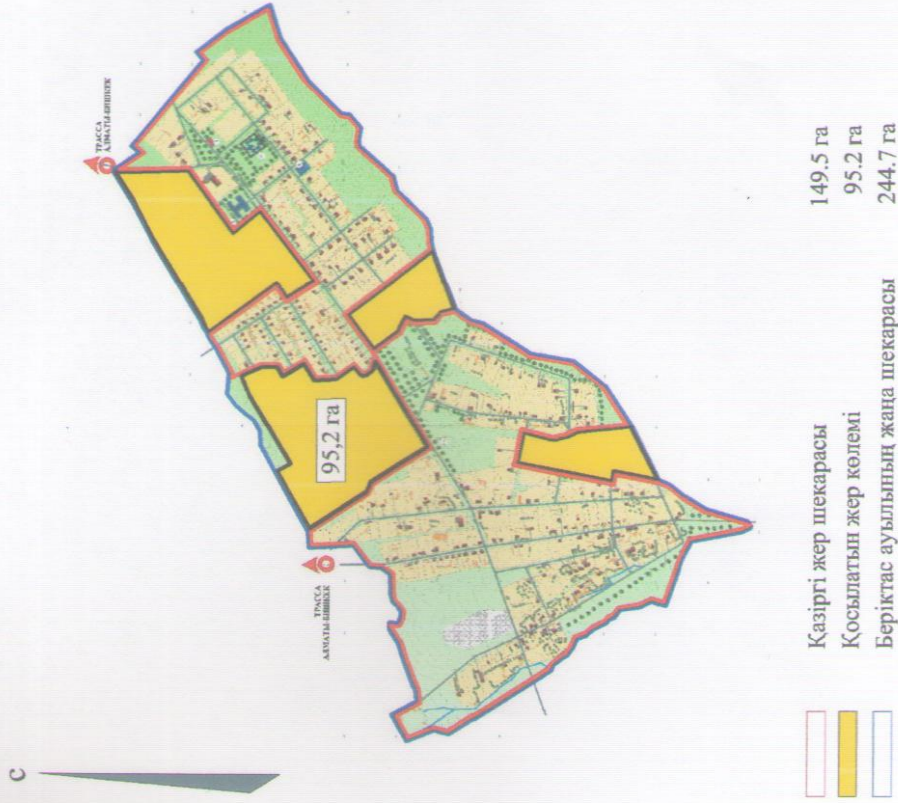 С
ТРАССА
АЛМАТЫ-БИШКЕК
95,2 га
ТРАССА
АЛМАТЫ-БИШКЕК
Қазіргі жер шекарасы 149.5 га
Қосылатын жер көлемі 95.2 га
Беріктас ауылының жаңа шекарасы 244.7 га